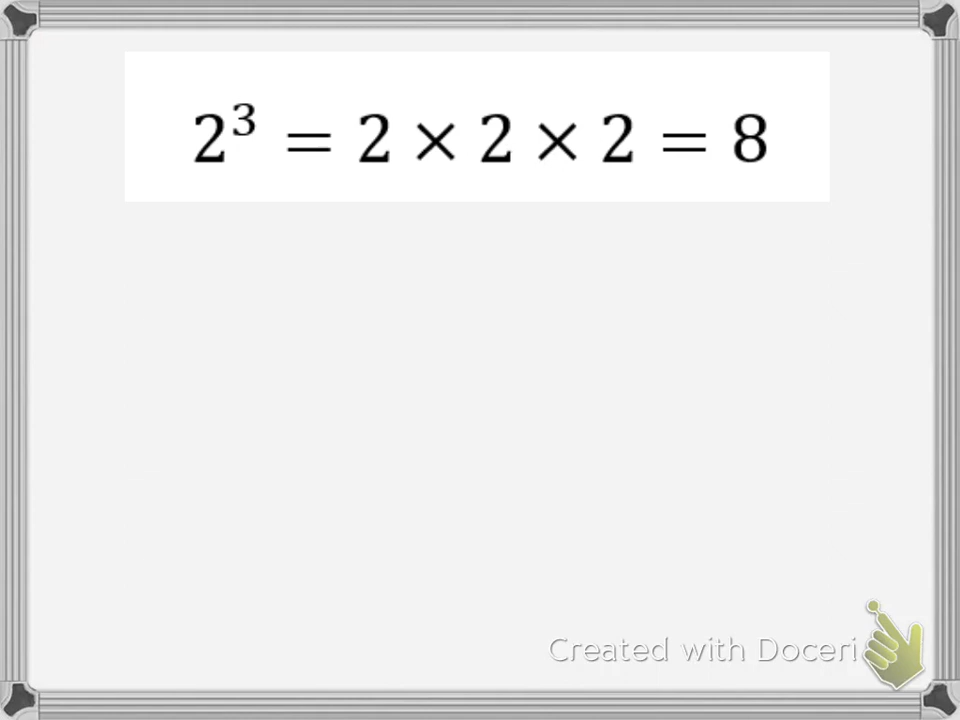 2³ = 2 × 2 × 2 = 8
Created with Doceri